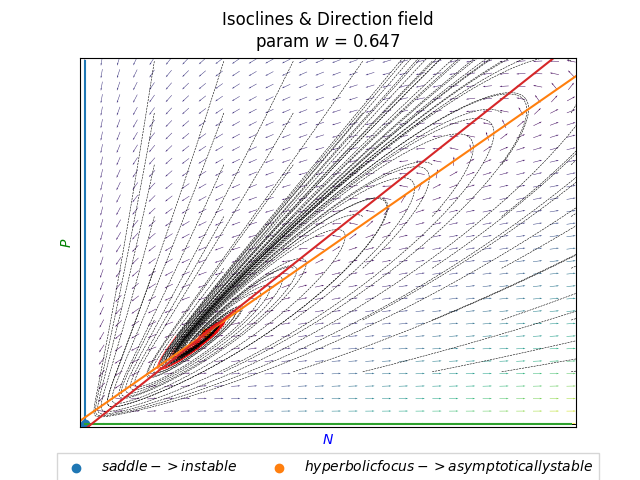 Isoclines & Direction field
param w = 0.647
P
N
saddle−>instable
hyperbolicfocus−>asymptoticallystable